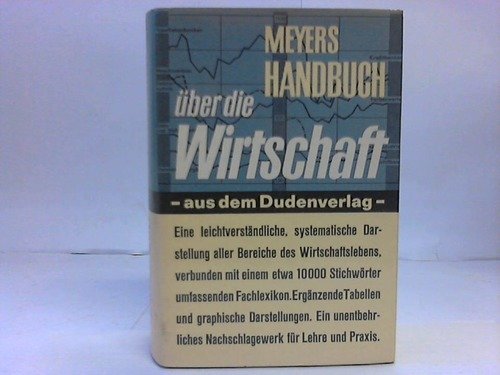 MEYERS
HANDBUCH
über die
Wirtschaft
- aus dem Dudenverlag -
Eine leichtverständliche, systematische Dar-
stellung aller Bereiche des Wirtschaftslebens,
verbunden mit einem etwa 10000 Stichwörter
umfassenden Fachlexikon. Ergänzende Tabellen
und graphische Darstellungen. Ein unentbehr-
liches Nachschlagewerk für Lehre und Praxis.